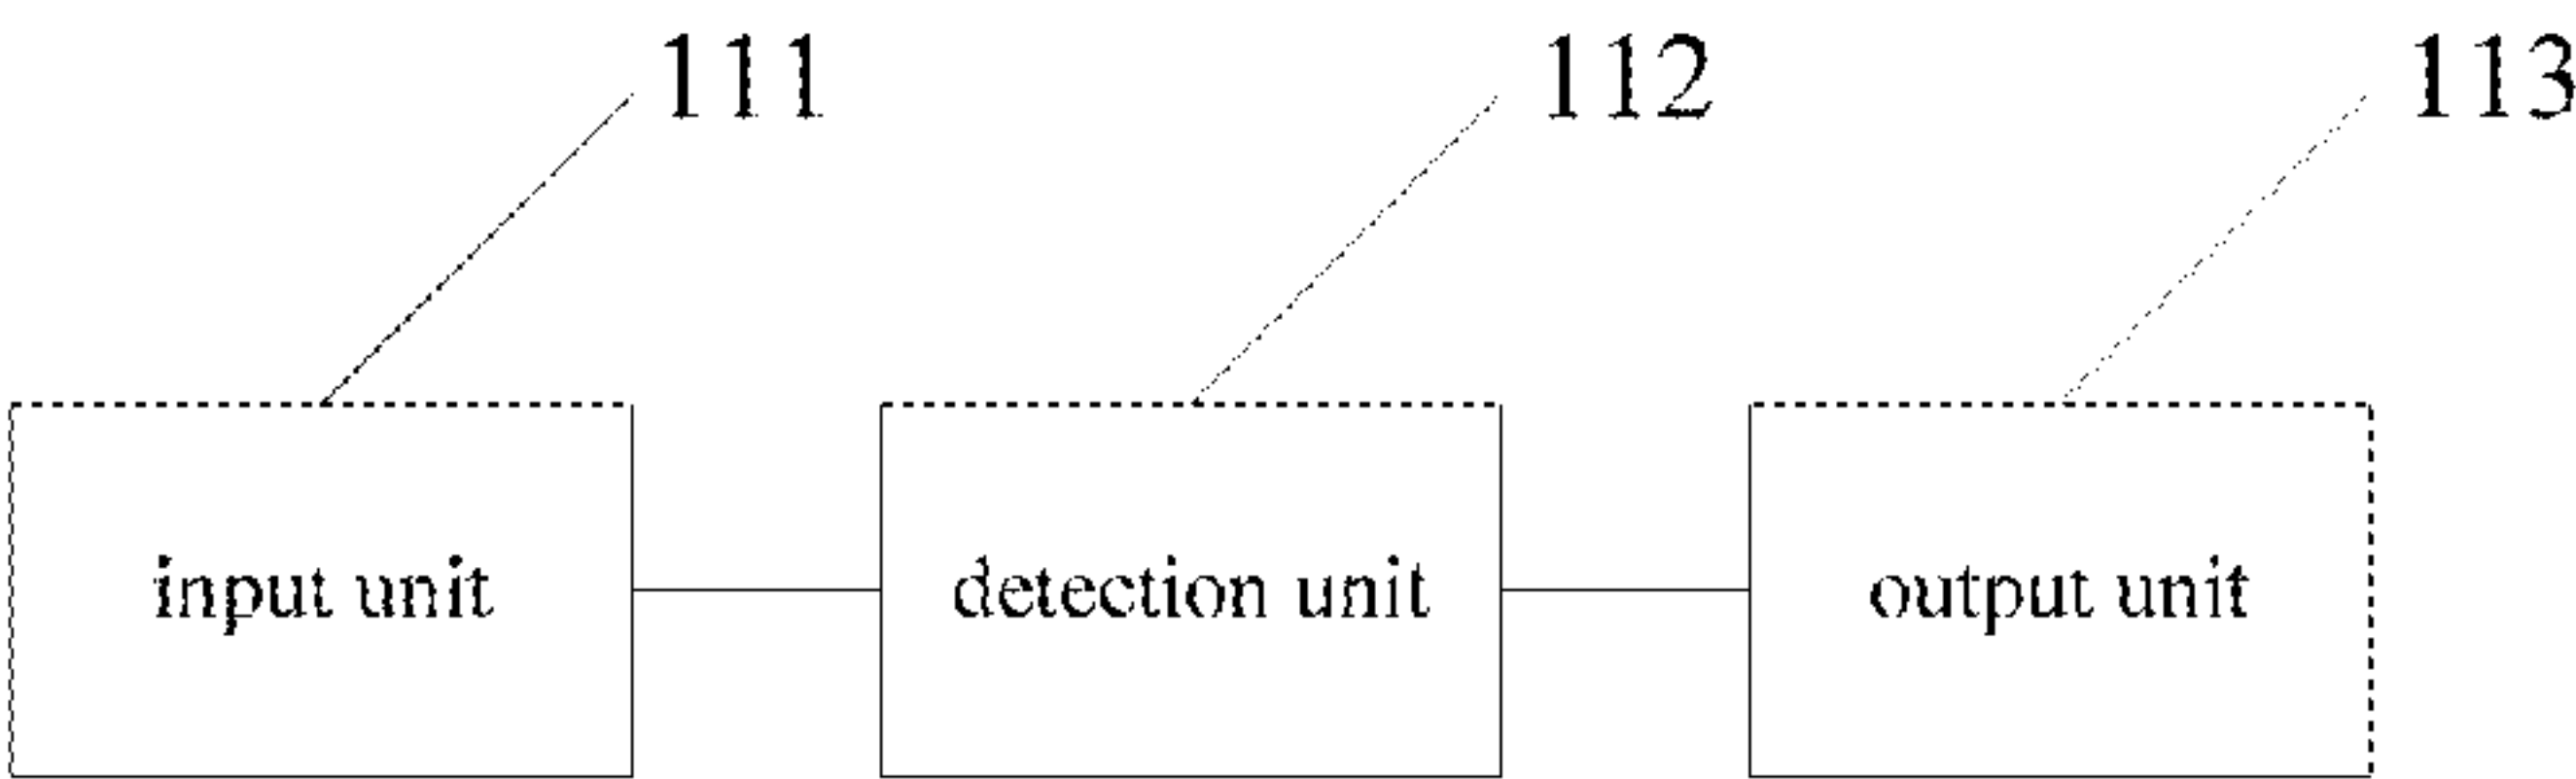 111 112 113
input unit detection unit output unit